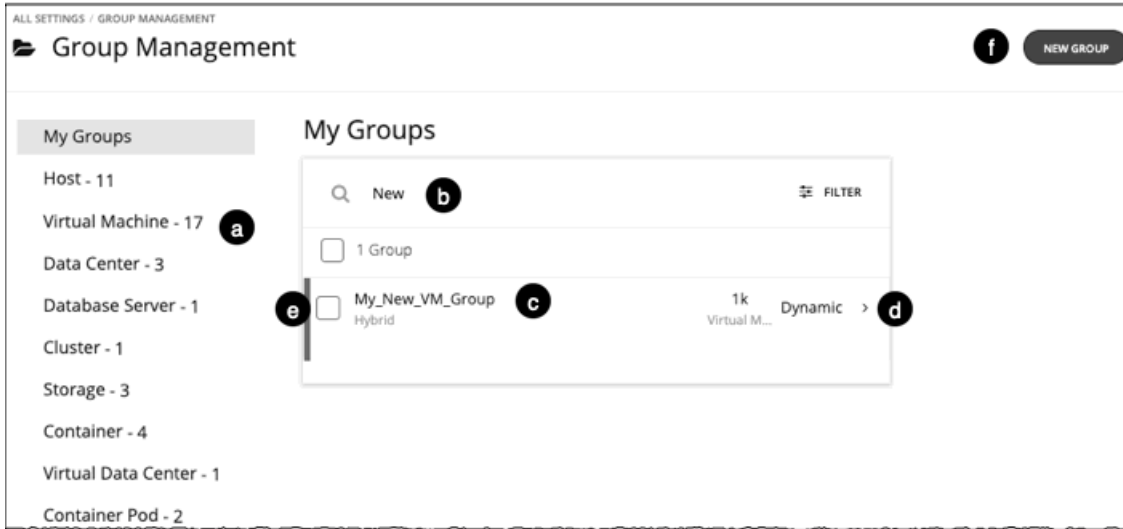 ALL SETTINGS / GROUP MANAGEMENT
Group Management
f
NEW GROUP
My Groups
Host - 11
Virtual Machine - 17
a
Data Center - 3
Database Server - 1
Cluster - 1
Storage - 3
Container - 4
Virtual Data Center - 1
Container Pod - 2
My Groups
New
b
FILTER
1 Group
e
My_New_VM_Group
c
Hybrid
1k
Virtual M...
Dynamic >
d